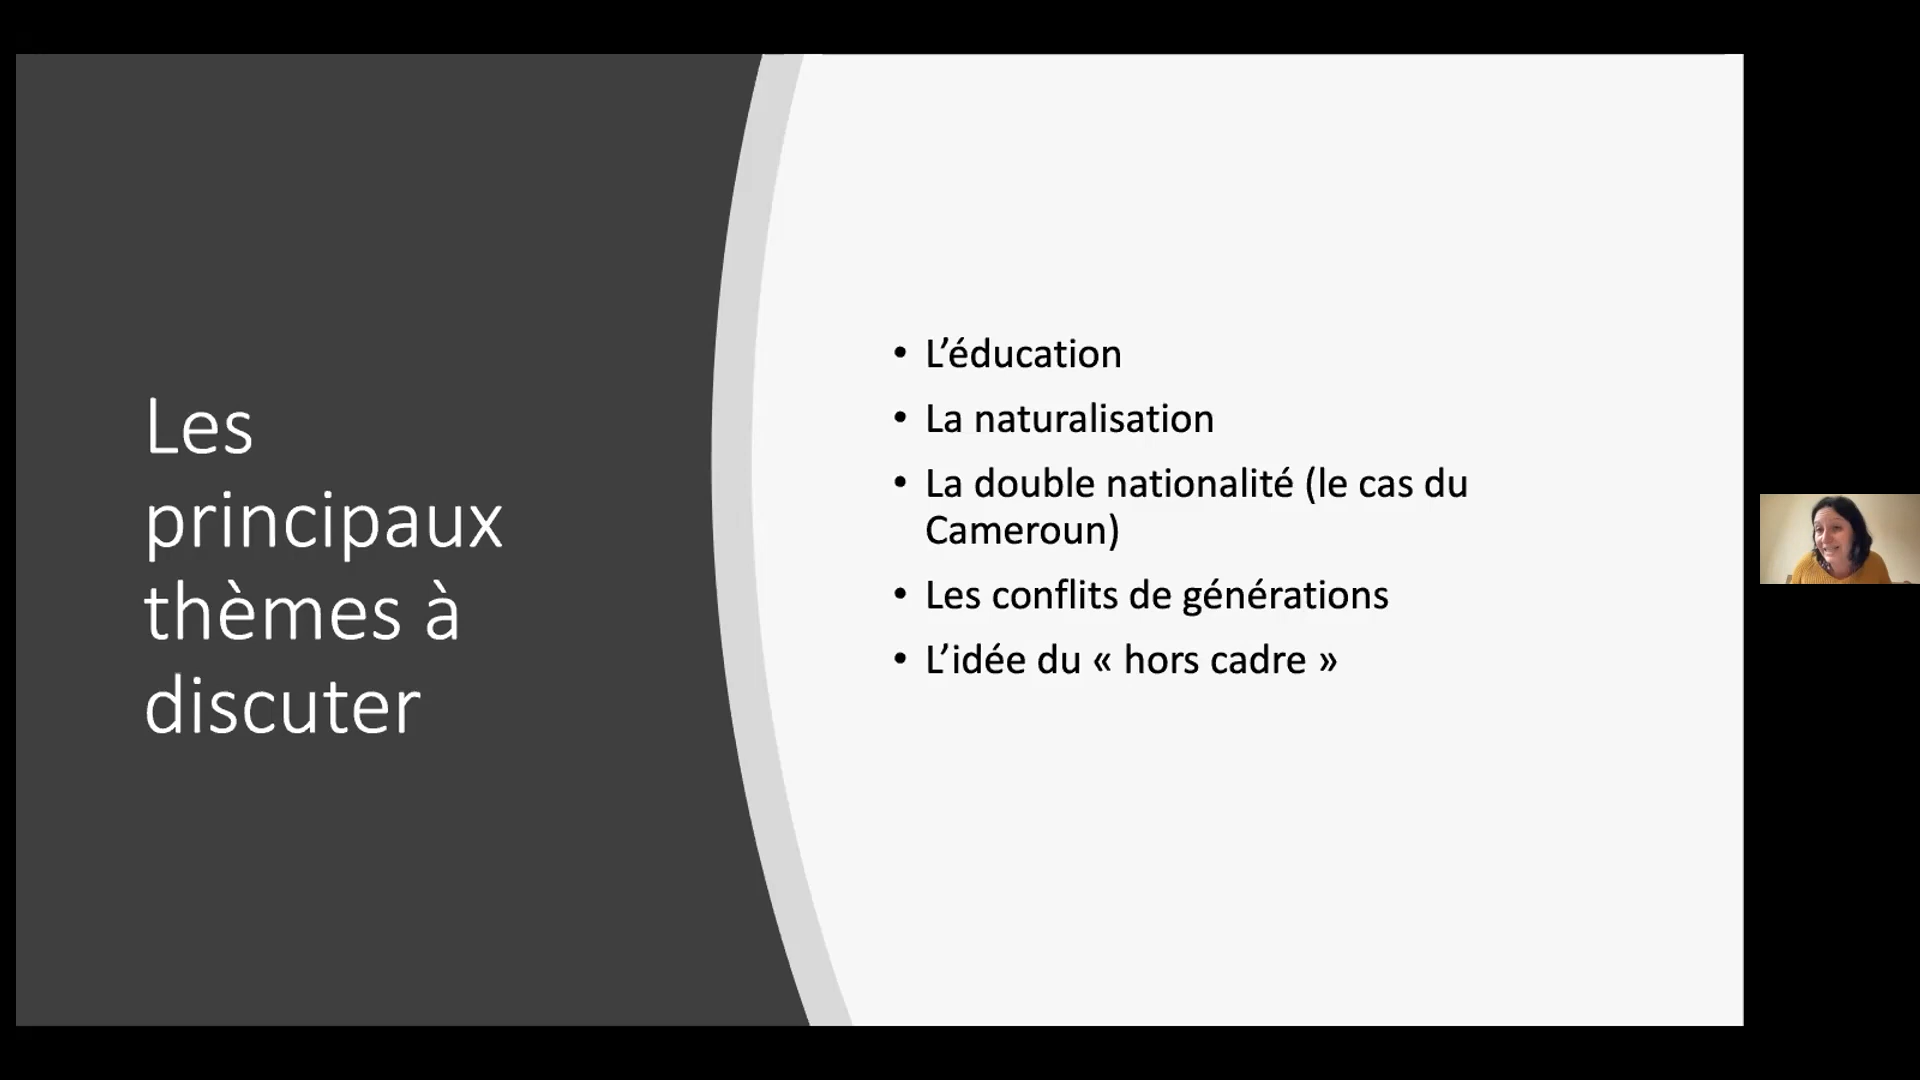 Les
principaux
thèmes à
discuter
• L’éducation
• La naturalisation
• La double nationalité (le cas du
Cameroun)
• Les conflits de générations
• L’idée du « hors cadre »